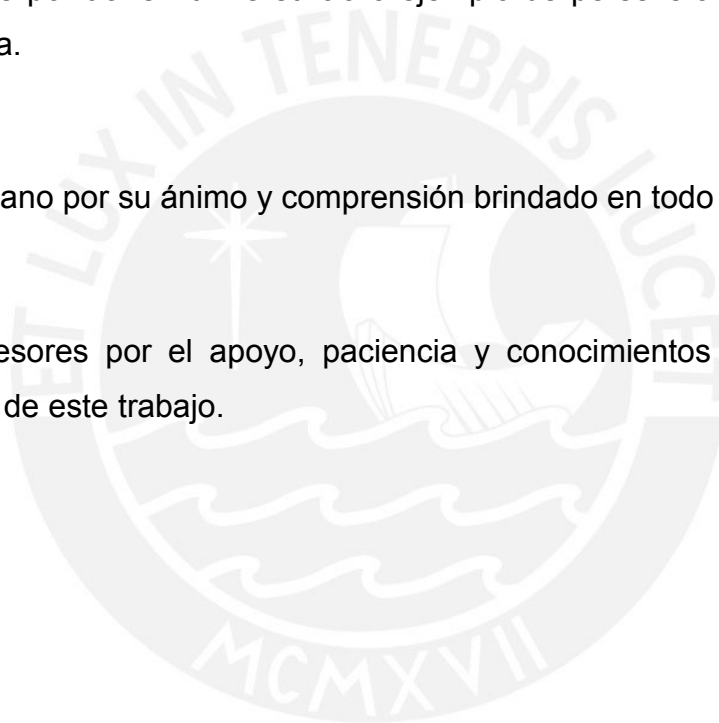 a.
ET LUX IN TENEBRIS LUCET
ano por su ánimo y comprensión brindado en todo
esores por el apoyo, paciencia y conocimientos
de este trabajo.
MCMXVII